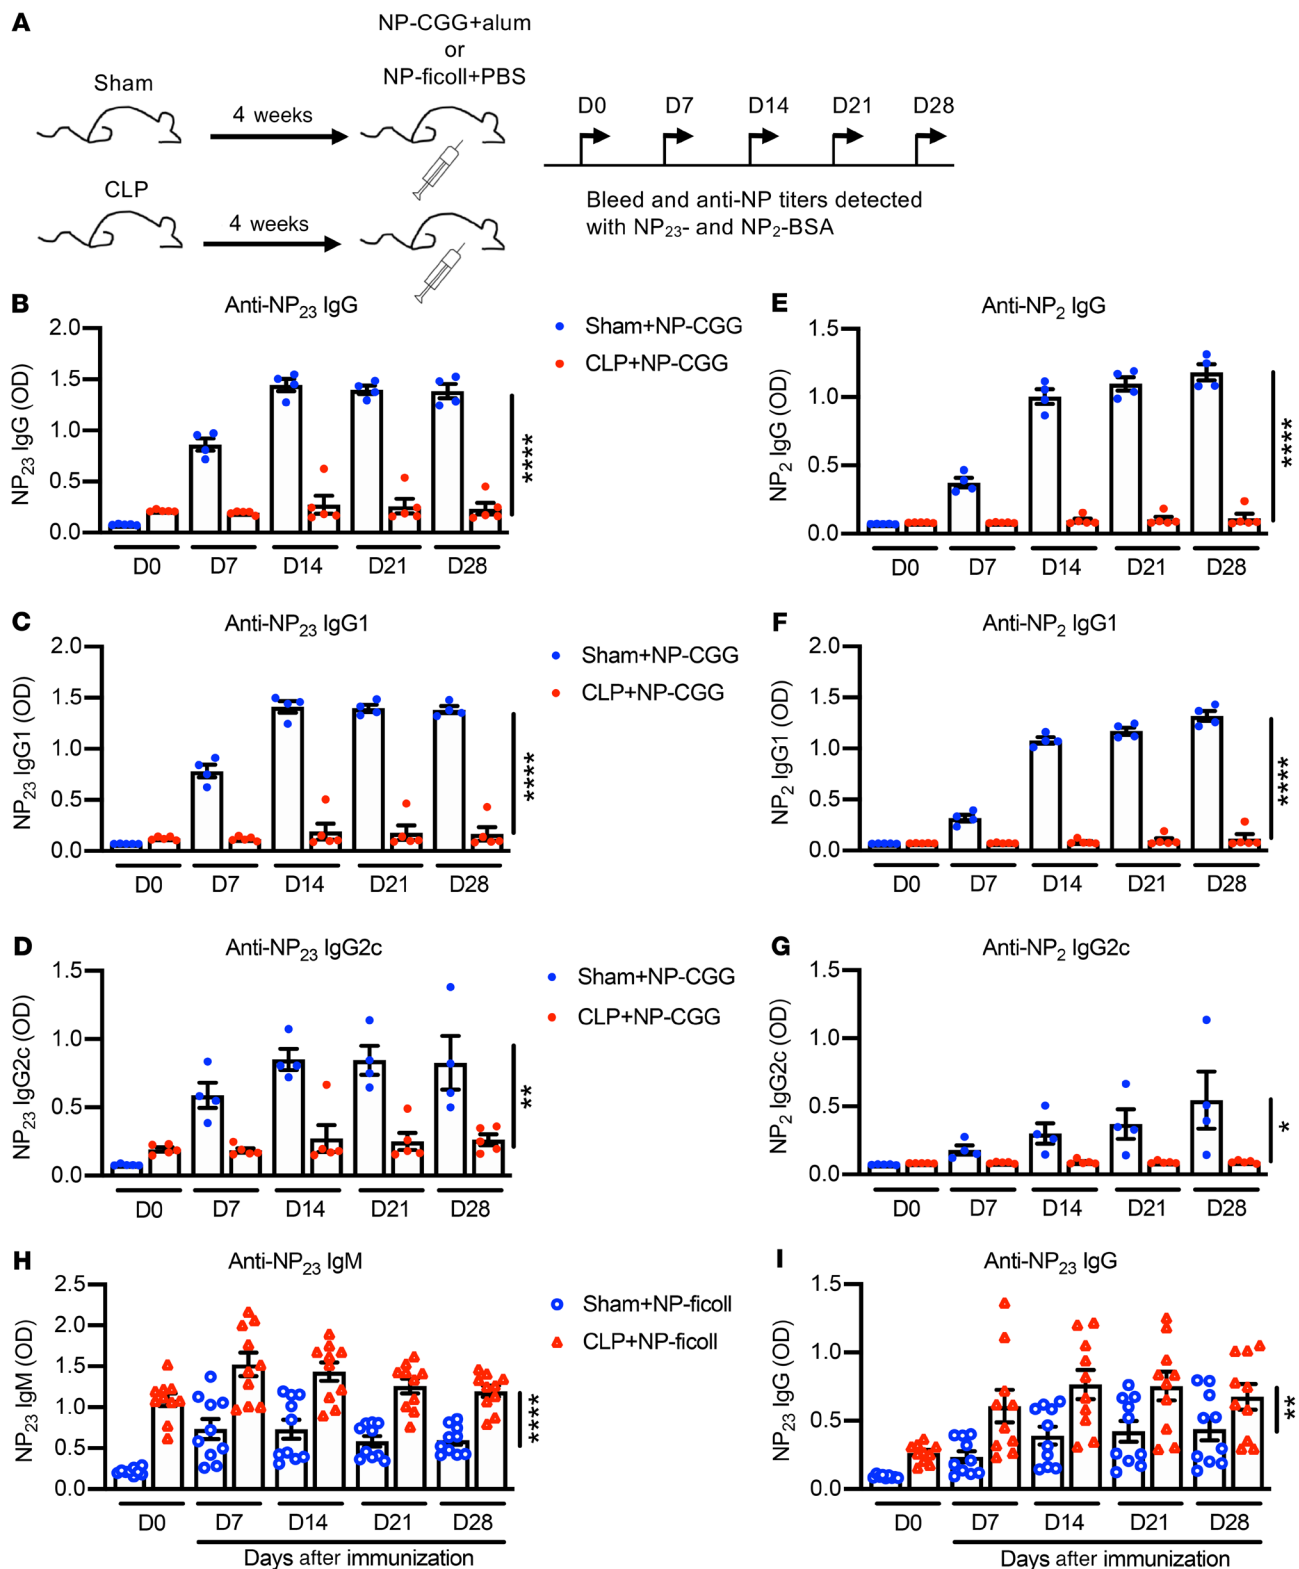 A
NP-CGG+alum
or
NP-ficoll+PBS
Sham
4 weeks
CLP
4 weeks
D0 D7 D14 D21 D28
Bleed and anti-NP titers detected
with NP23- and NP2-BSA
B
Anti-NP23 IgG
NP23 IgG (OD)
2.0
1.5
1.0
0.5
0.0
D0 D7 D14 D21 D28
****
Sham+NP-CGG
CLP+NP-CGG
E
Anti-NP2 IgG
NP2 IgG (OD)
1.5
1.0
0.5
0.0
D0 D7 D14 D21 D28
****
C
Anti-NP23 IgG1
NP23 IgG1 (OD)
2.0
1.5
1.0
0.5
0.0
D0 D7 D14 D21 D28
****
Sham+NP-CGG
CLP+NP-CGG
F
Anti-NP2 IgG1
NP2 IgG1 (OD)
2.0
1.5
1.0
0.5
0.0
D0 D7 D14 D21 D28
****
D
Anti-NP23 IgG2c
NP23 IgG2c (OD)
1.5
1.0
0.5
0.0
D0 D7 D14 D21 D28
**
Sham+NP-CGG
CLP+NP-CGG
G
Anti-NP2 IgG2c
NP2 IgG2c (OD)
1.5
1.0
0.5
0.0
D0 D7 D14 D21 D28
*
H
Anti-NP23 IgM
NP23 IgM (OD)
2.5
2.0
1.5
1.0
0.5
0.0
D0 D7 D14 D21 D28
Days after immunization
****
Sham+NP-ficoll
CLP+NP-ficoll
I
Anti-NP23 IgG
NP23 IgG (OD)
1.5
1.0
0.5
0.0
D0 D7 D14 D21 D28
Days after immunization
**